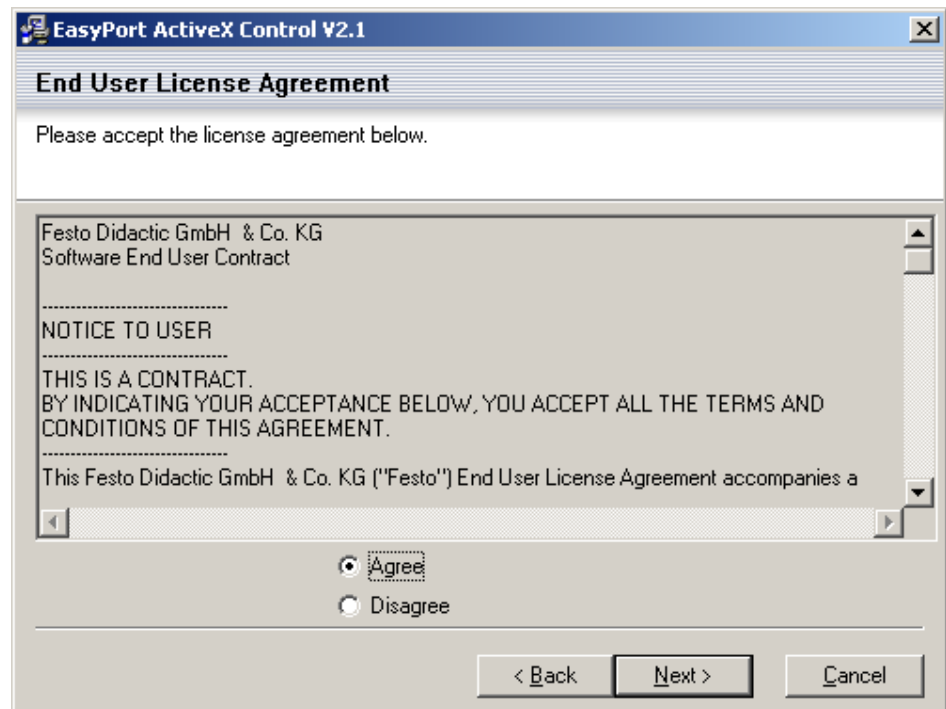 EasyPort ActiveX Control V2.1
End User License Agreement
Please accept the license agreement below.
Festo Didactic GmbH  & Co. KG
Software End User Contract
--------------------------------
NOTICE TO USER
--------------------------------
THIS IS A CONTRACT.
BY INDICATING YOUR ACCEPTANCE BELOW, YOU ACCEPT ALL THE TERMS AND
CONDITIONS OF THIS AGREEMENT.
--------------------------------
This Festo Didactic GmbH  & Co. KG ("Festo") End User License Agreement accompanies a
Agree
Disagree
< Back Next > Cancel